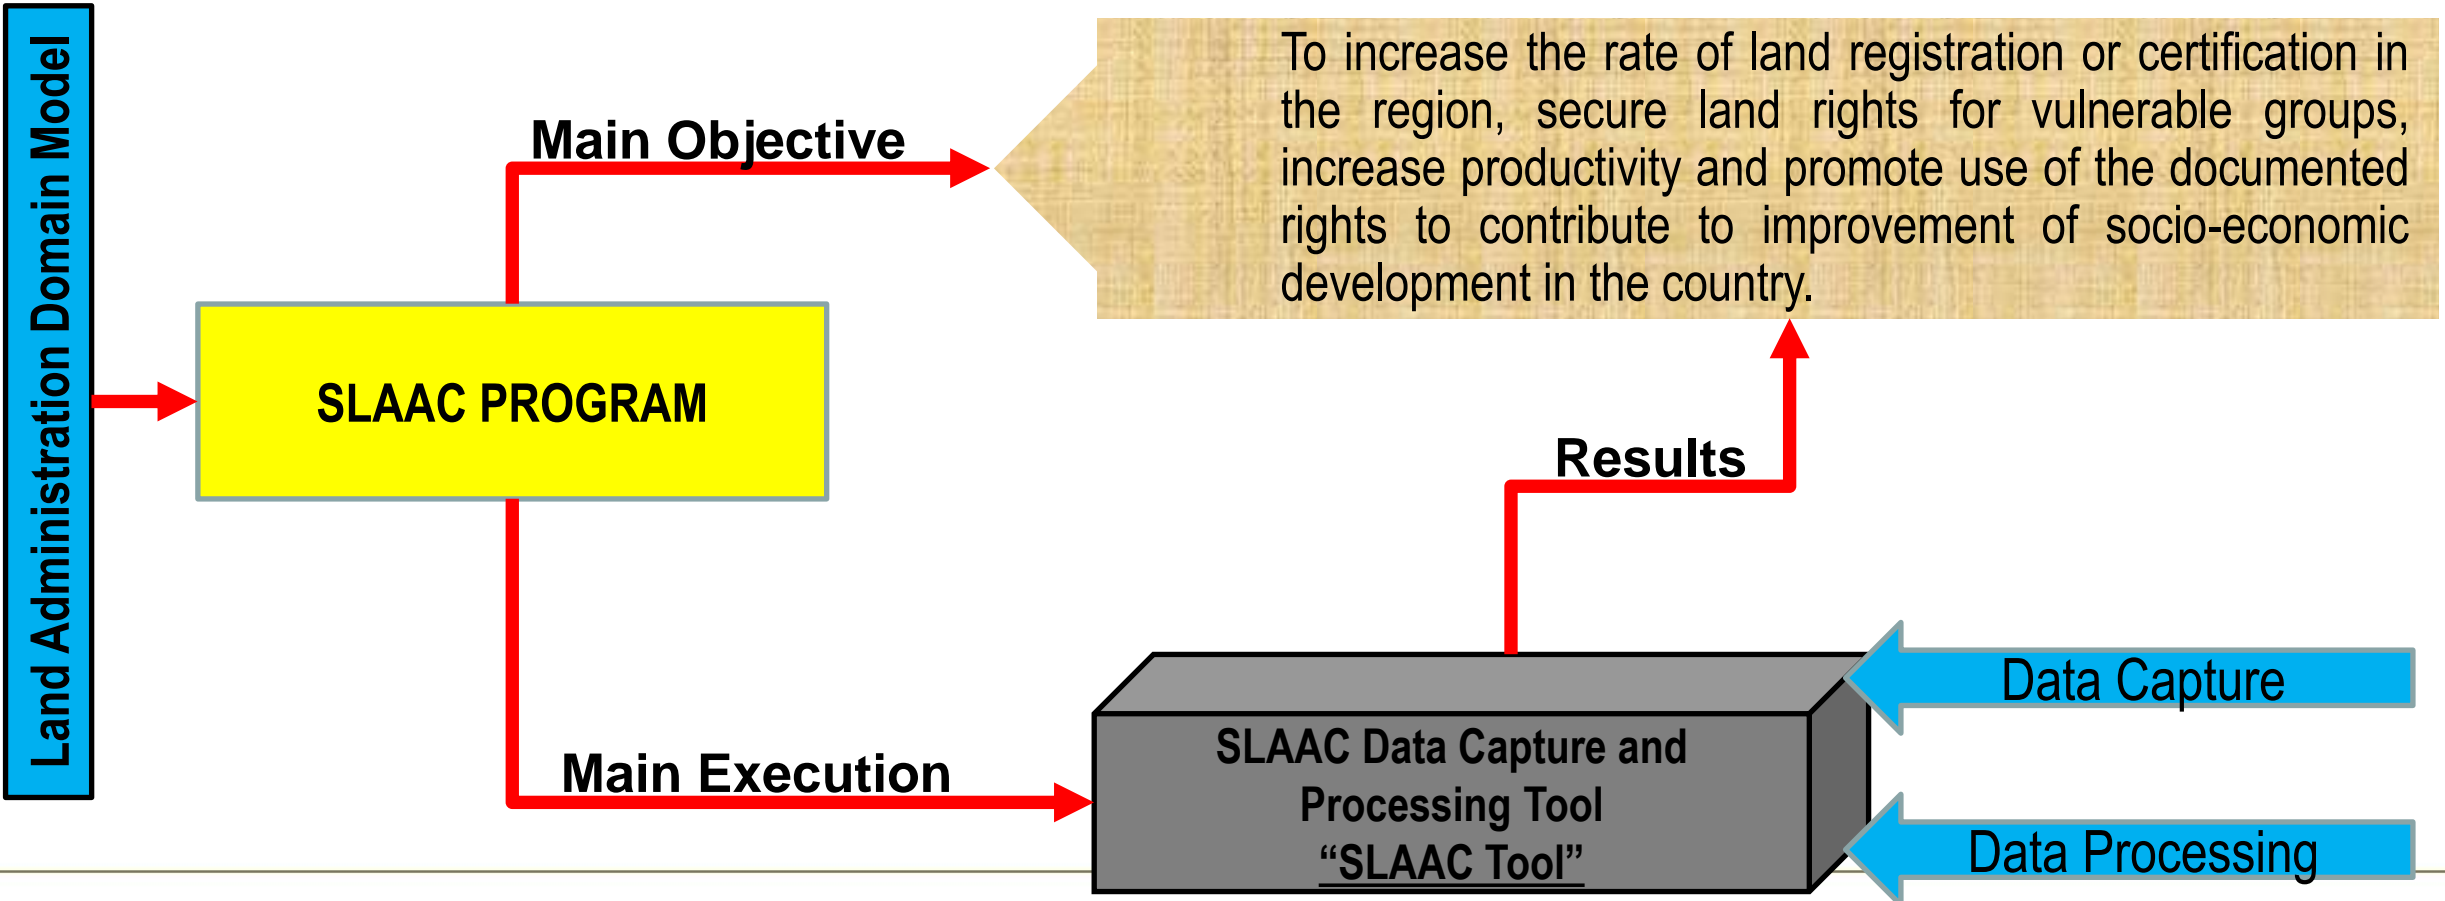 Land Administration Domain Model
SLAAC PROGRAM
Main Objective
To increase the rate of land registration or certification in
the region, secure land rights for vulnerable groups,
increase productivity and promote use of the documented
rights to contribute to improvement of socio-economic
development in the country.
Results
Main Execution
SLAAC Data Capture and
Processing Tool
“SLAAC Tool”
Data Capture
Data Processing